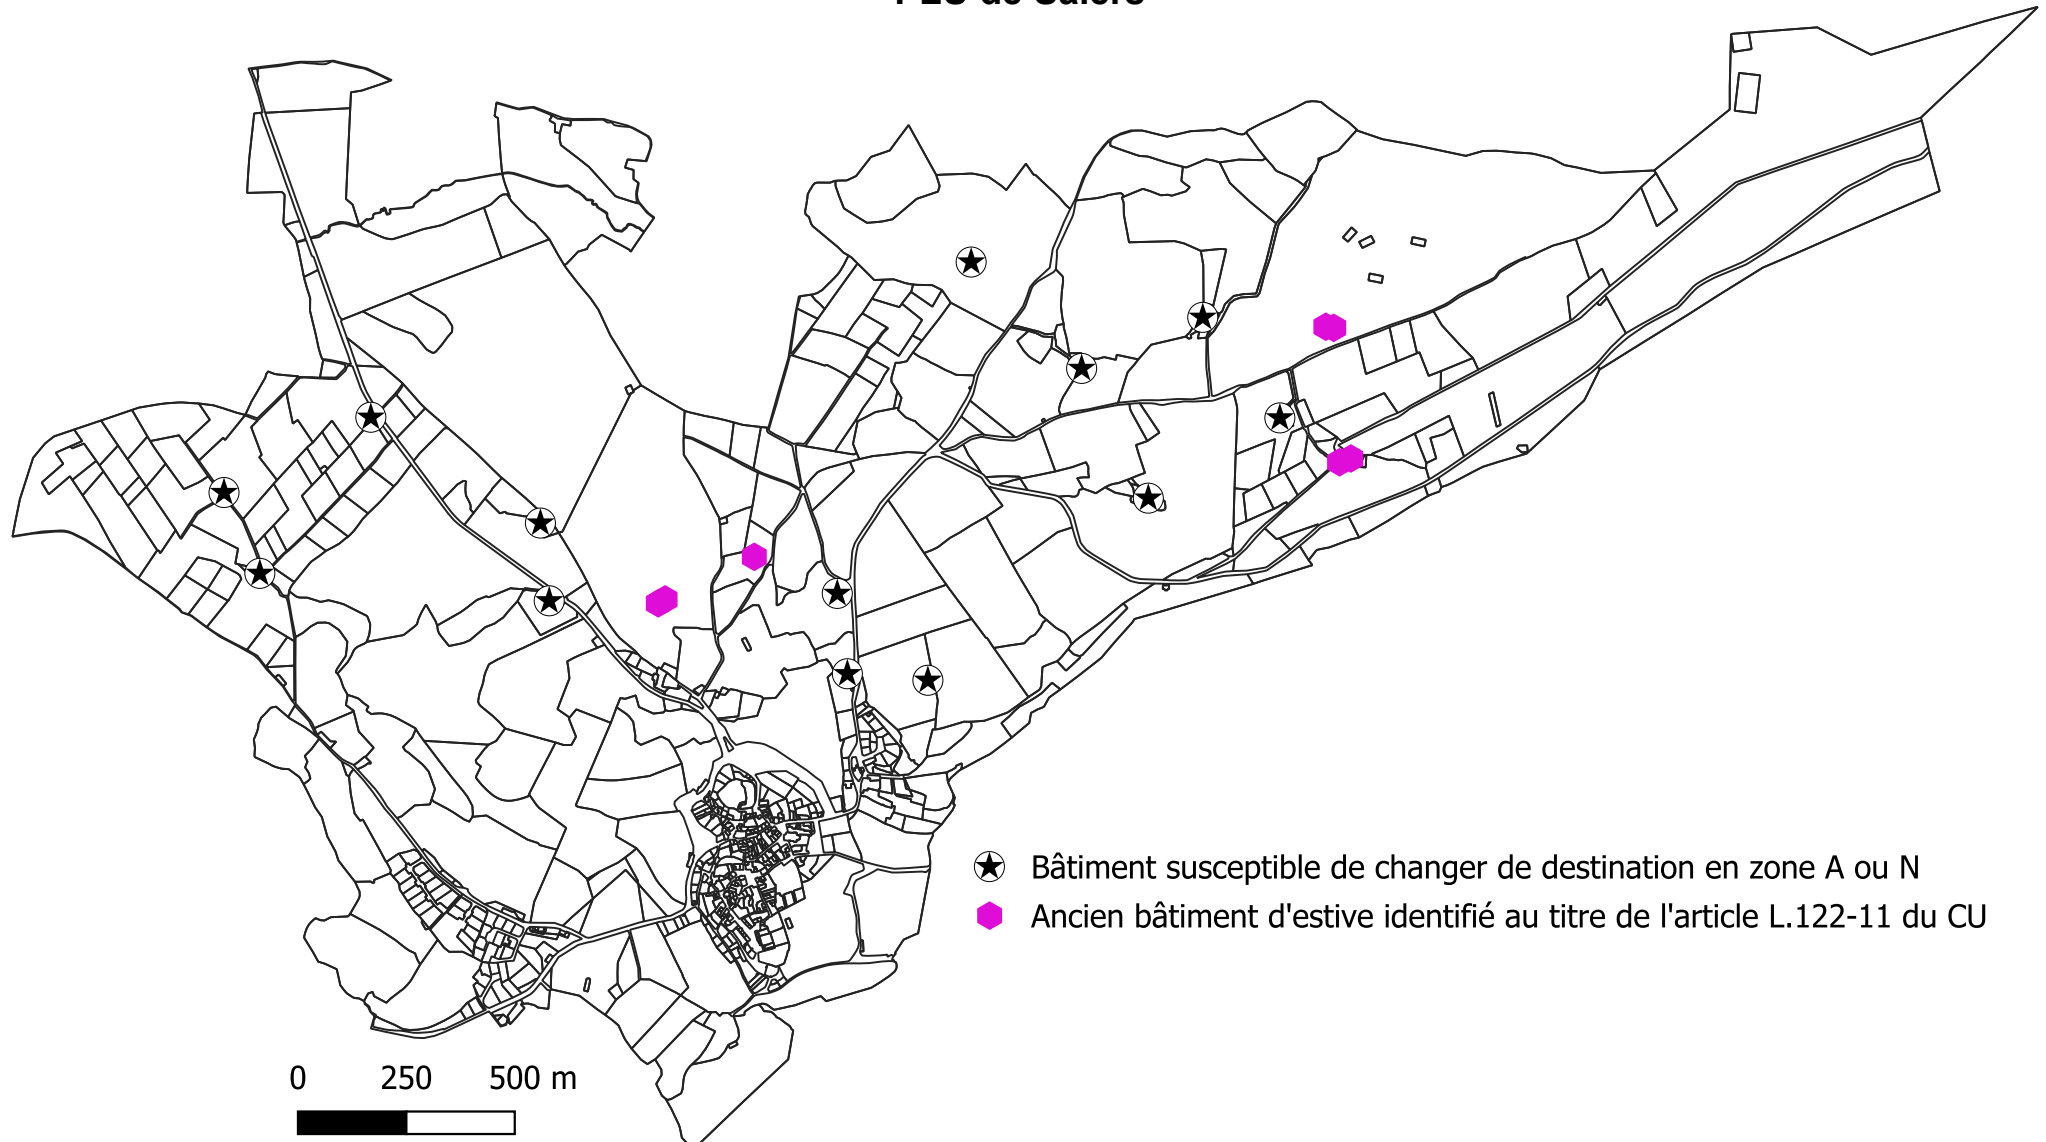 Bâtiment susceptible de changer de destination en zone A ou N
Ancien bâtiment d'estive identifié au titre de l'article L.122-11 du CU
0 250 500 m